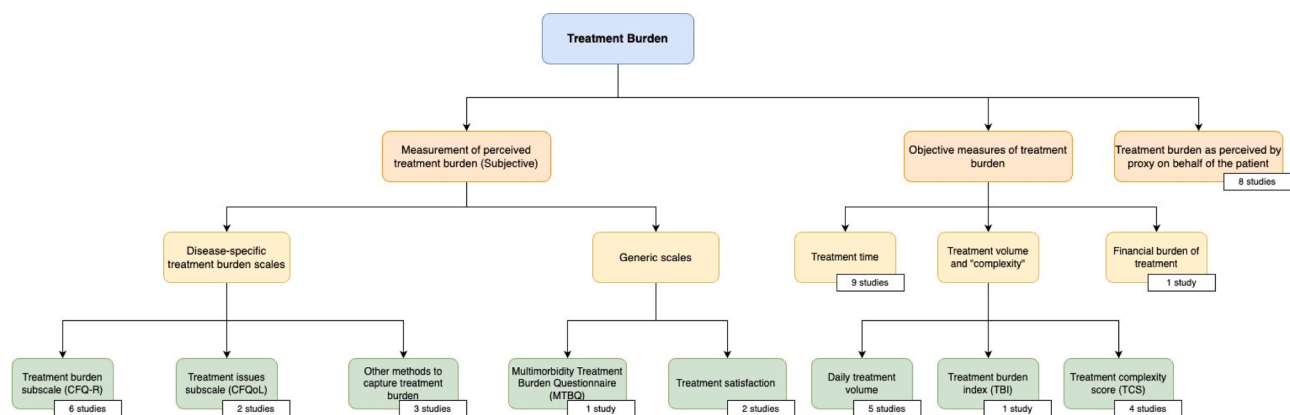 Treatment Burden
Measurement of perceived
treatment burden (Subjective)
Objective measures of treatment
burden
Treatment burden as perceived by
proxy on behalf of the patient
8 studies
Disease-specific
treatment burden scales
Generic scales
Treatment time
9 studies
Treatment volume
and "complexity"
Financial burden of
treatment
1 study
Treatment burden
subscale (CFQ-R)
6 studies
Treatment issues
subscale (CFQoL)
2 studies
Other methods to
capture treatment
burden
3 studies
Multimorbidity Treatment
Burden Questionnaire
(MTBQ)
1 study
Treatment satisfaction
2 studies
Daily treatment
volume
5 studies
Treatment burden
index (TBI)
1 study
Treatment complexity
score (TCS)
4 studies